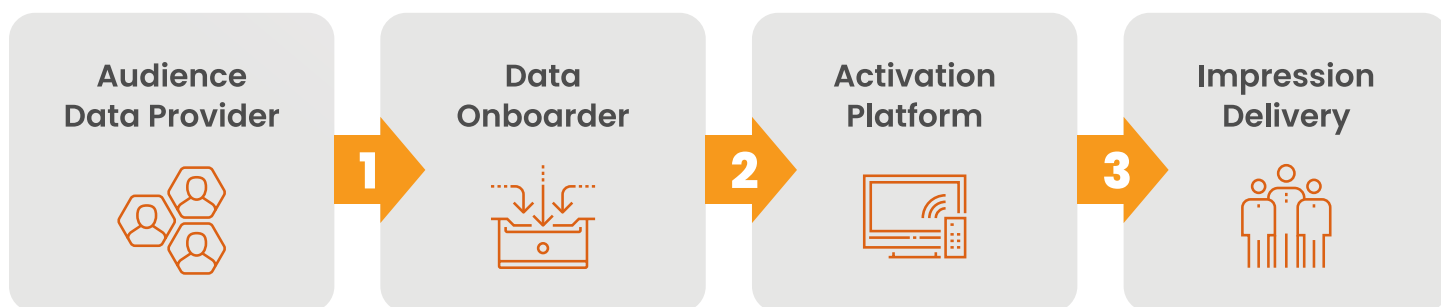 Audience
Data Provider
1
Data
Onboarder
2
Activation
Platform
3
Impression
Delivery